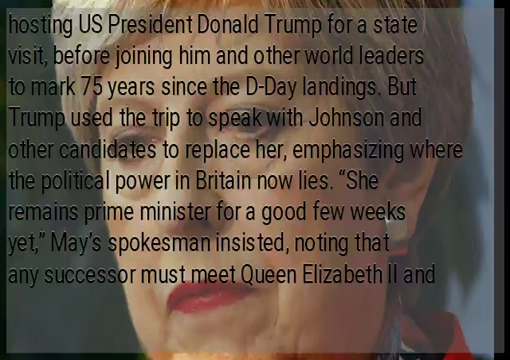 hosting US President Donald Trump for a state
visit, before joining him and other world leaders
to mark 75 years since the D-Day landings. But
Trump used the trip to speak with Johnson and
other candidates to replace her, emphasizing where
the political power in Britain now lies. “She
remains prime minister for a good few weeks
yet,” May’s spokesman insisted, noting that
any successor must meet Queen Elizabeth II and